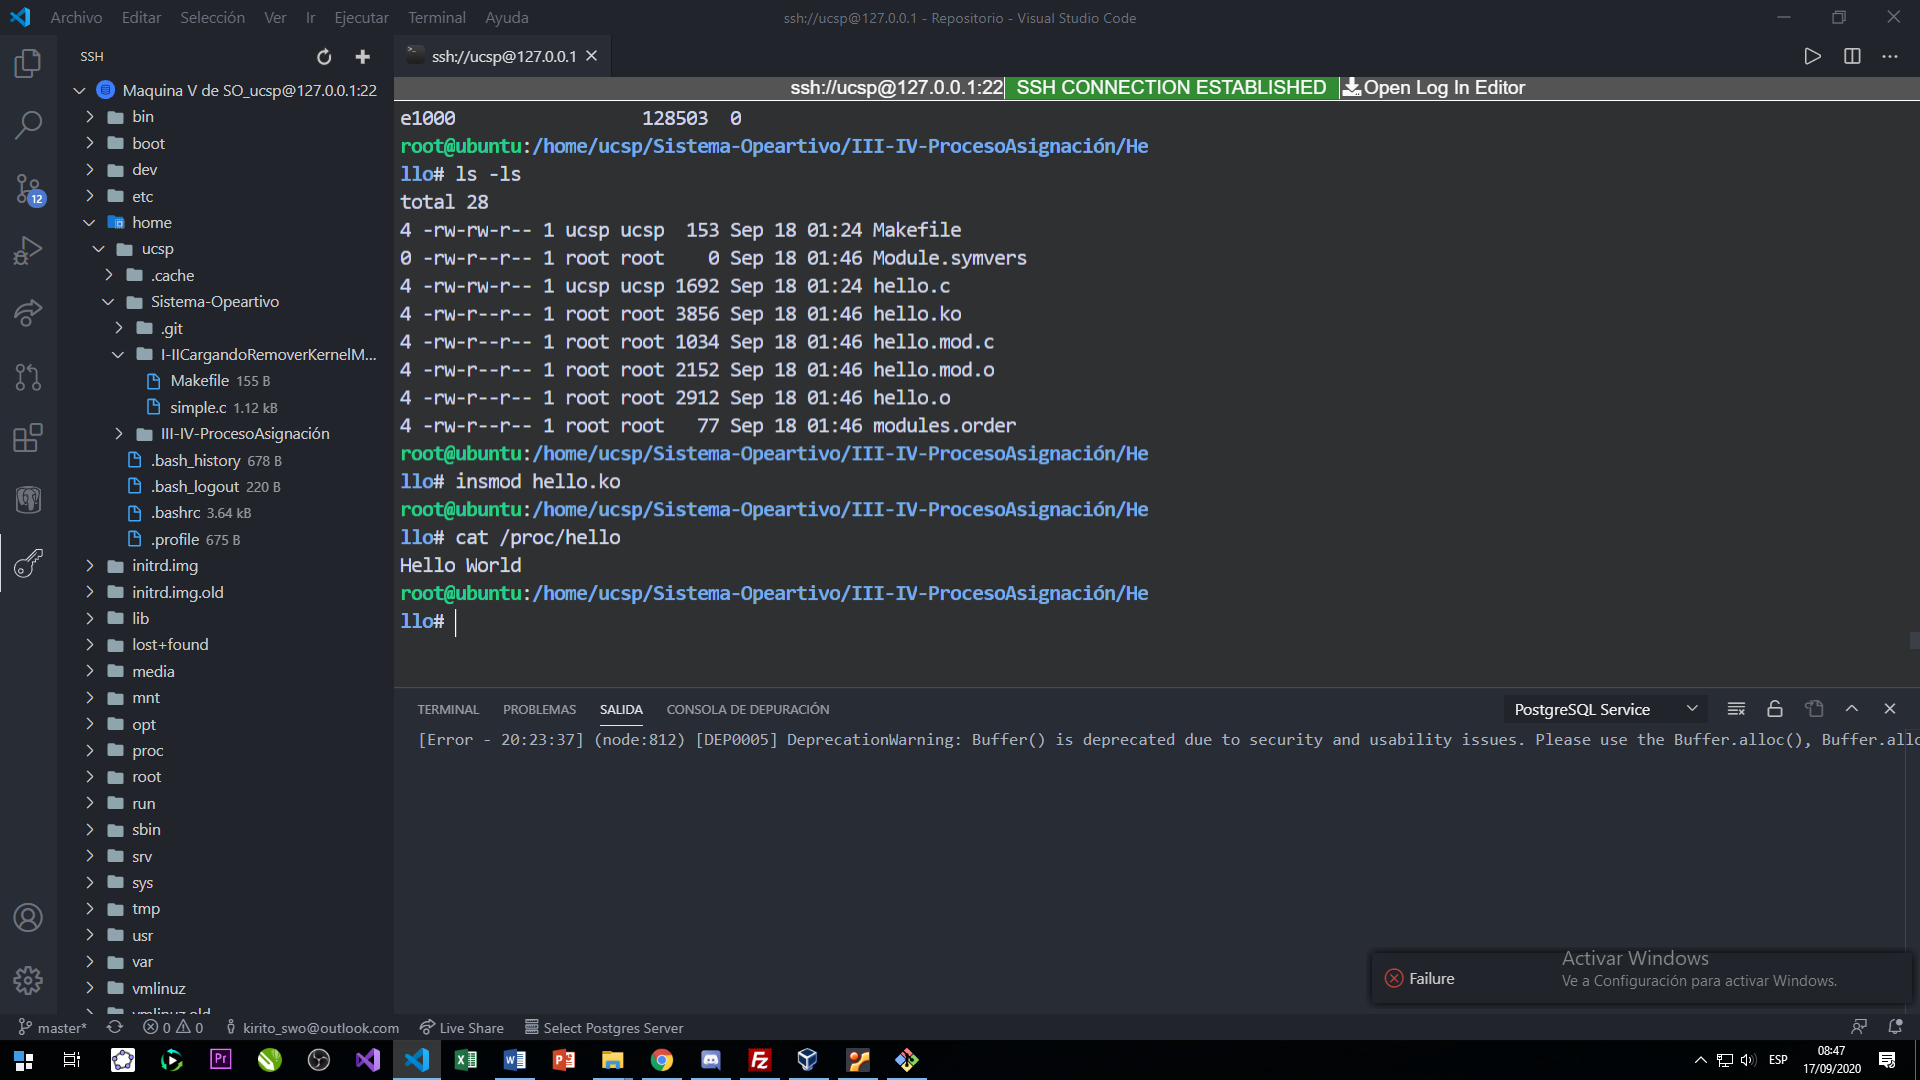 Archivo Editar Selección Ver Ir Ejecutar Terminal Ayuda
ssh://ucsp@127.0.0.1 - Repositorio - Visual Studio Code
SSH
ssh://ucsp@127.0.0.1
Maquina V de SO_ucsp@127.0.0.1:22
bin
boot
dev
etc
home
ucsp
.cache
Sistema-Opeartivo
.git
I-IICargandoRemoverKernelM...
Makefile 155 B
simple.c 1.12 kB
III-IV-ProcesoAsignación
.bash_history 678 B
.bash_logout 220 B
.bashrc 3.64 kB
.profile 675 B
initrd.img
initrd.img.old
lib
lost+found
media
mnt
opt
proc
root
run
sbin
srv
sys
tmp
usr
var
vmlinuz
vmlinuz.old
12
ssh://ucsp@127.0.0.1:22 SSH CONNECTION ESTABLISHED Open Log In Editor
e1000 128503 0
root@ubuntu:/home/ucsp/Sistema-Opeartivo/III-IV-ProcesoAsignación/He
llo# ls -ls
total 28
4 -rw-rw-r-- 1 ucsp ucsp 153 Sep 18 01:24 Makefile
0 -rw-r--r-- 1 root root 0 Sep 18 01:46 Module.symvers
4 -rw-rw-r-- 1 ucsp ucsp 1692 Sep 18 01:24 hello.c
4 -rw-r--r-- 1 root root 3856 Sep 18 01:46 hello.ko
4 -rw-r--r-- 1 root root 1034 Sep 18 01:46 hello.mod.c
4 -rw-r--r-- 1 root root 2152 Sep 18 01:46 hello.mod.o
4 -rw-r--r-- 1 root root 2912 Sep 18 01:46 hello.o
4 -rw-r--r-- 1 root root 77 Sep 18 01:46 modules.order
root@ubuntu:/home/ucsp/Sistema-Opeartivo/III-IV-ProcesoAsignación/He
llo# insmod hello.ko
root@ubuntu:/home/ucsp/Sistema-Opeartivo/III-IV-ProcesoAsignación/He
llo# cat /proc/hello
Hello World
root@ubuntu:/home/ucsp/Sistema-Opeartivo/III-IV-ProcesoAsignación/He
llo#
TERMINAL PROBLEMAS SALIDA CONSOLA DE DEPURACIÓN
PostgreSQL Service
[Error - 20:23:37] (node:812) [DEP0005] DeprecationWarning: Buffer() is deprecated due to security and usability issues. Please use the Buffer.alloc(), Buffer.allo
Failure
Activar Windows
Ve a Configuración para activar Windows.
master* 0 0 kirito_swo@outlook.com Live Share Select Postgres Server
Pr
Fz
ESP
08:47
17/09/2020